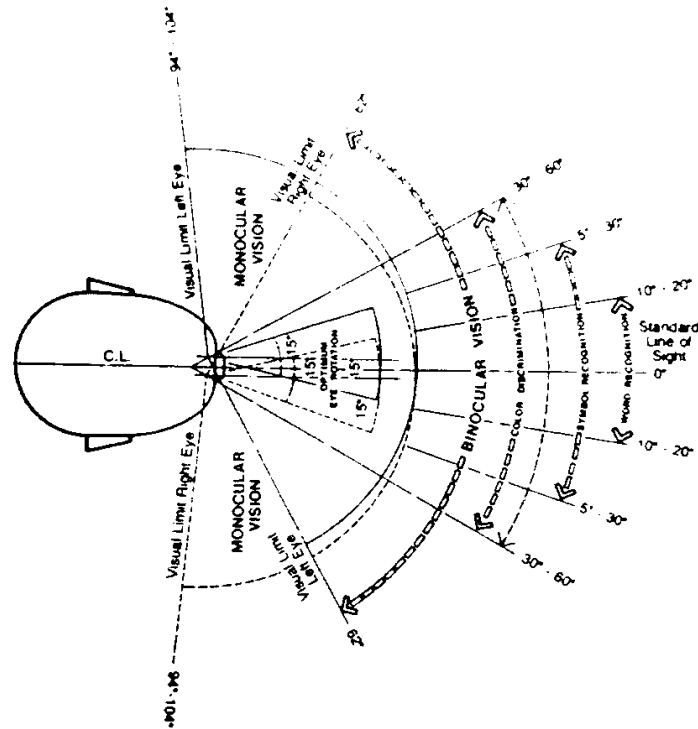 94° - 104°
Visual Limit Left Eye
MONOCULAR
VISION
Visual Limit
Right Eye
62°
30° - 60°
5° - 30°
10° - 20°
Standard
Line of
Sight
0°
10° - 20°
5° - 30°
30° - 60°
62°
C.L.
15°
15°
15°
15°
OPTIMUM
EYE ROTATION
BINOCULAR VISION
COLOR DISCRIMINATION
SYMBOL RECOGNITION
WORD RECOGNITION
Visual Limit Right Eye
MONOCULAR
VISION
Visual Limit
Left Eye
94°-104°